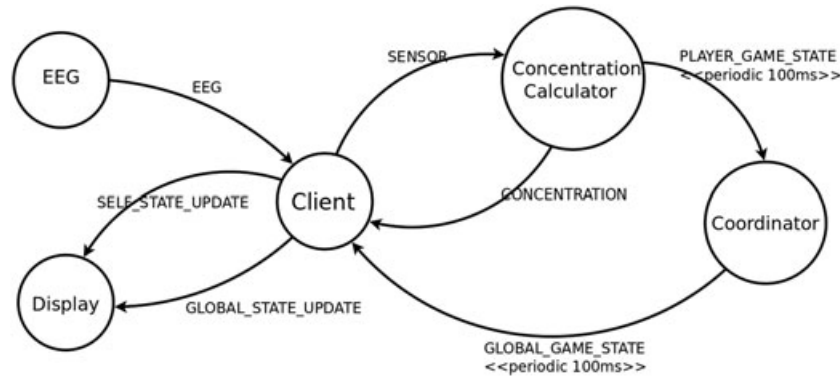 EEG
EEG
SENSOR
Concentration
Calculator
PLAYER_GAME_STATE
<<periodic 100ms>>
SELF_STATE_UPDATE
Client
CONCENTRATION
Coordinator
Display
GLOBAL_STATE_UPDATE
GLOBAL_GAME_STATE
<<periodic 100ms>>